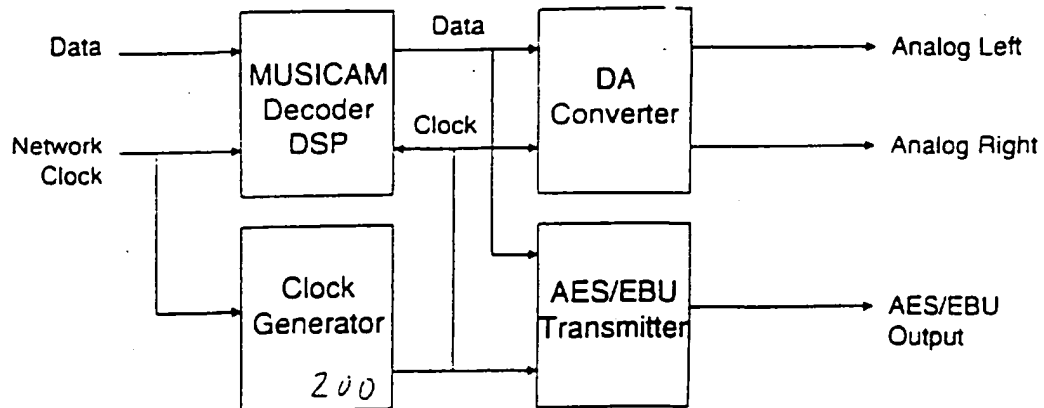 Data
Network
Clock
MUSICAM
Decoder
DSP
Data
Clock
DA
Converter
Analog Left
Analog Right
Clock
Generator
200
AES/EBU
Transmitter
AES/EBU
Output